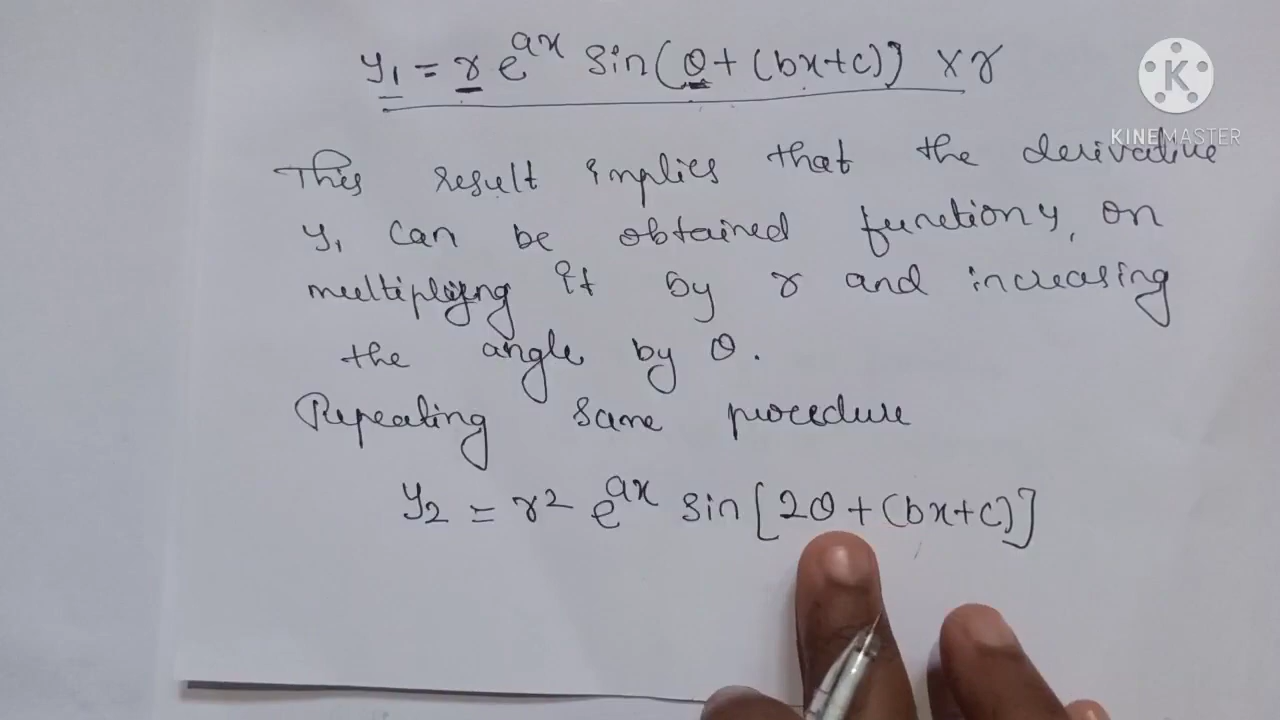 y₁ = r e^ax sin(θ + (bx+c)] × r
KINEMASTER
This result implies that the derivative
y₁ can be obtained function y, on
multiplying it by r and increasing
the angle by θ.
Repeating same procedure
y₂ = r² e^ax sin[2θ + (bx+c)]